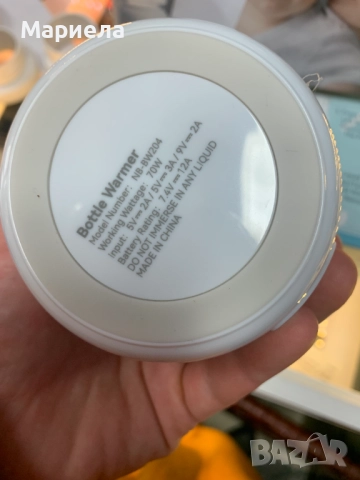 Мариела
Bottle Warmer
Model Number: NB-BW204
Working Wattage: 70W
Input: 5V⎓2A / 5V⎓3A / 9V⎓2A
Battery Rating: 7.4V⎓12A
DO NOT IMMERSE IN ANY LIQUID
MADE IN CHINA
BAZAR